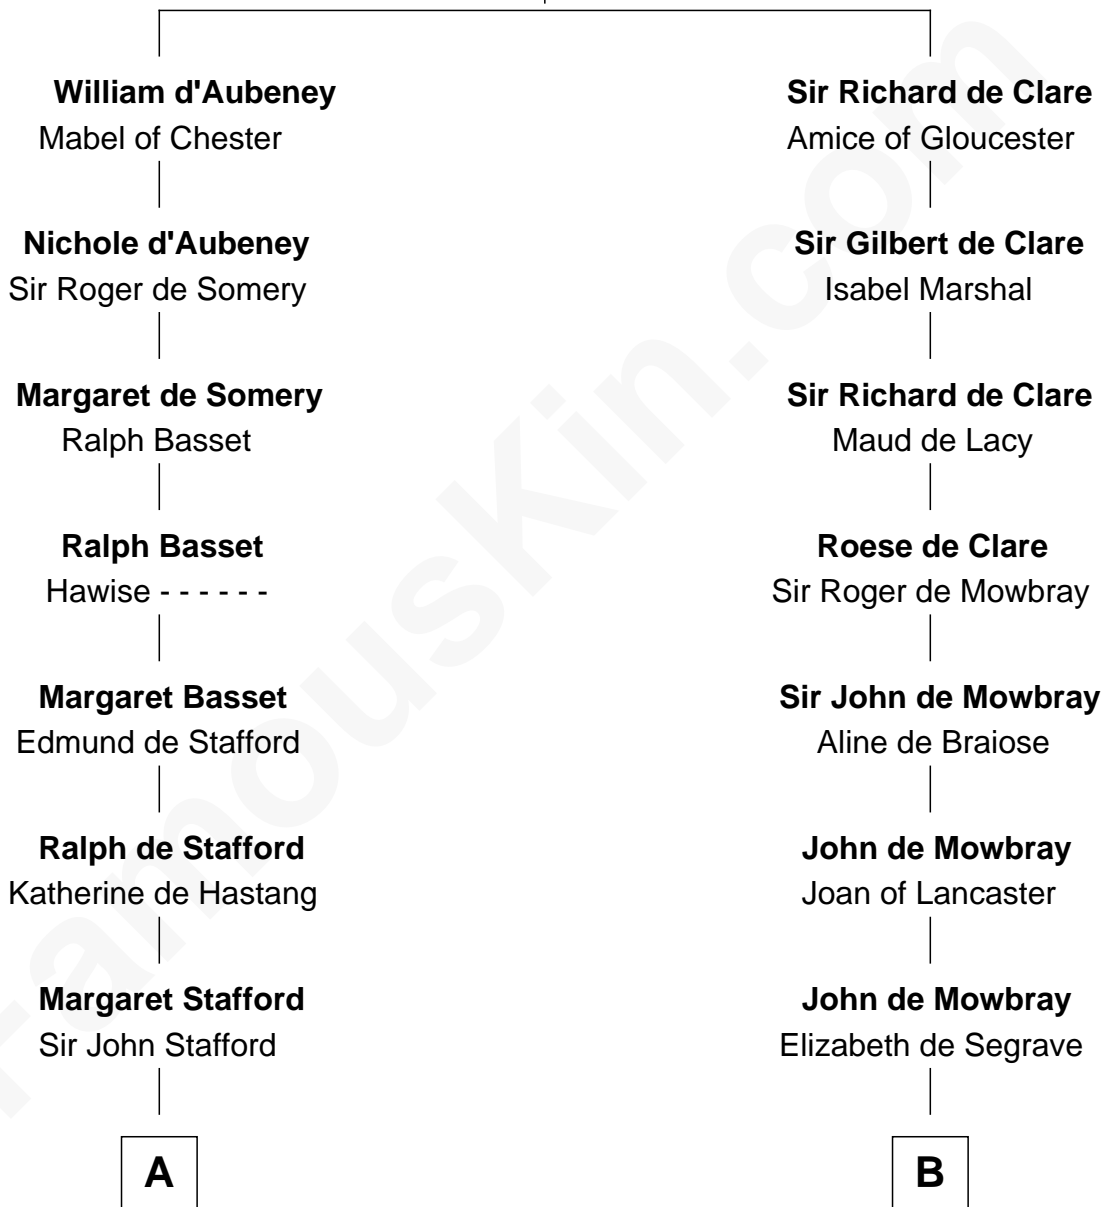 William d'Aubeney
Mabel of Chester
Nichole d'Aubeney
Sir Roger de Somery
Margaret de Somery
Ralph Basset
Ralph Basset
Hawise - - - - - -
Margaret Basset
Edmund de Stafford
Ralph de Stafford
Katherine de Hastang
Margaret Stafford
Sir John Stafford
A
Sir Richard de Clare
Amice of Gloucester
Sir Gilbert de Clare
Isabel Marshal
Sir Richard de Clare
Maud de Lacy
Roese de Clare
Sir Roger de Mowbray
Sir John de Mowbray
Aline de Braiose
John de Mowbray
Joan of Lancaster
John de Mowbray
Elizabeth de Segrave
B
FamousKin.com